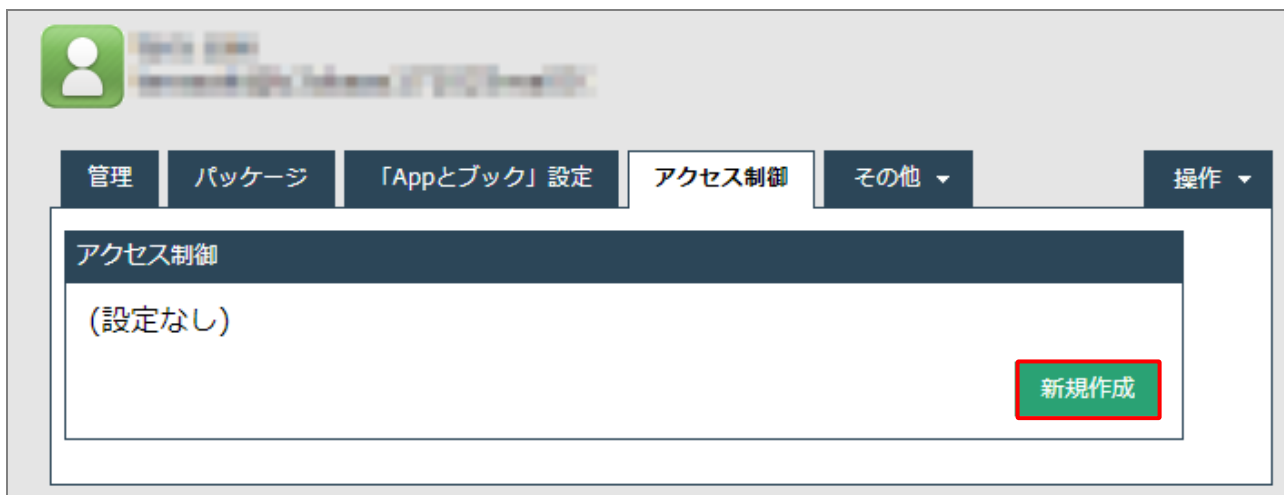 管理 パッケージ 「Appとブック」設定 アクセス制御 その他 操作
アクセス制御
(設定なし)
新規作成